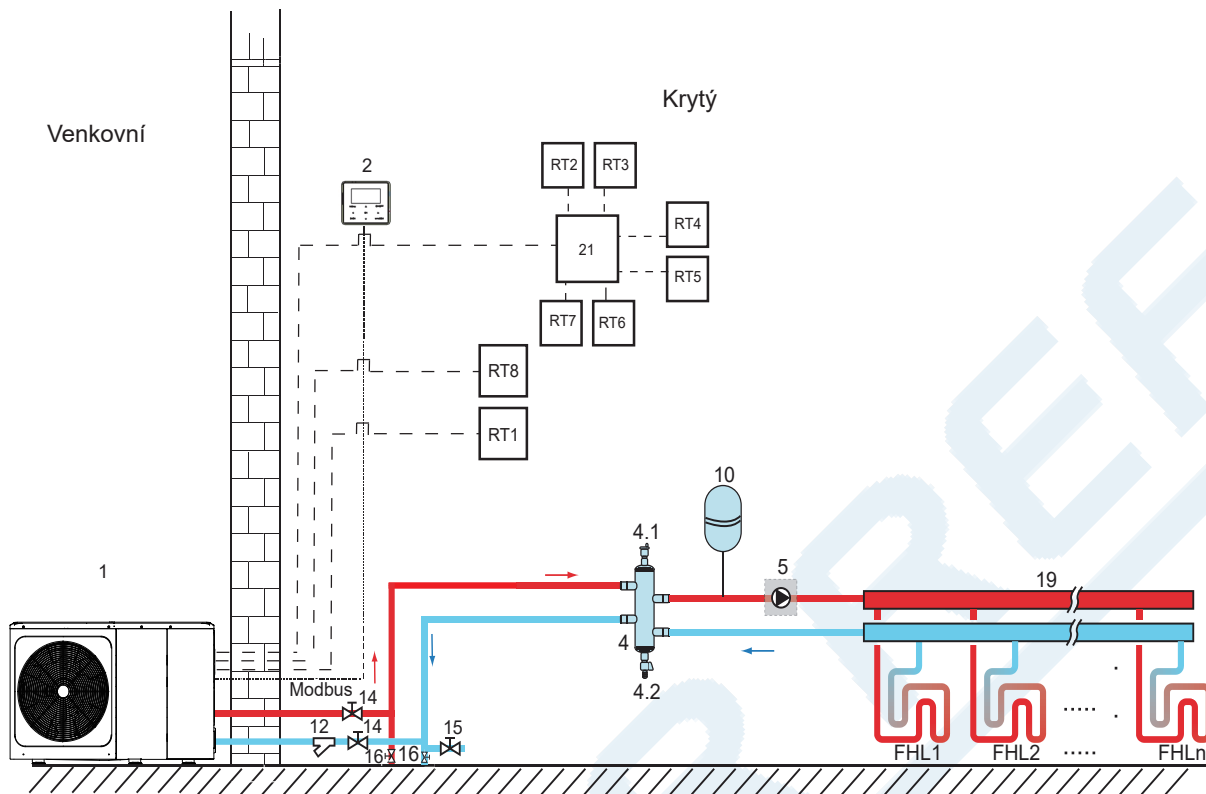 Venkovní
Krytý
2
RT2
RT3
21
RT4
RT5
RT7
RT6
RT8
RT1
10
4.1
5
19
1
4
4.2
Modbus
14
12
14
15
16
16
FHL1
FHL2
.....
.....
FHLn